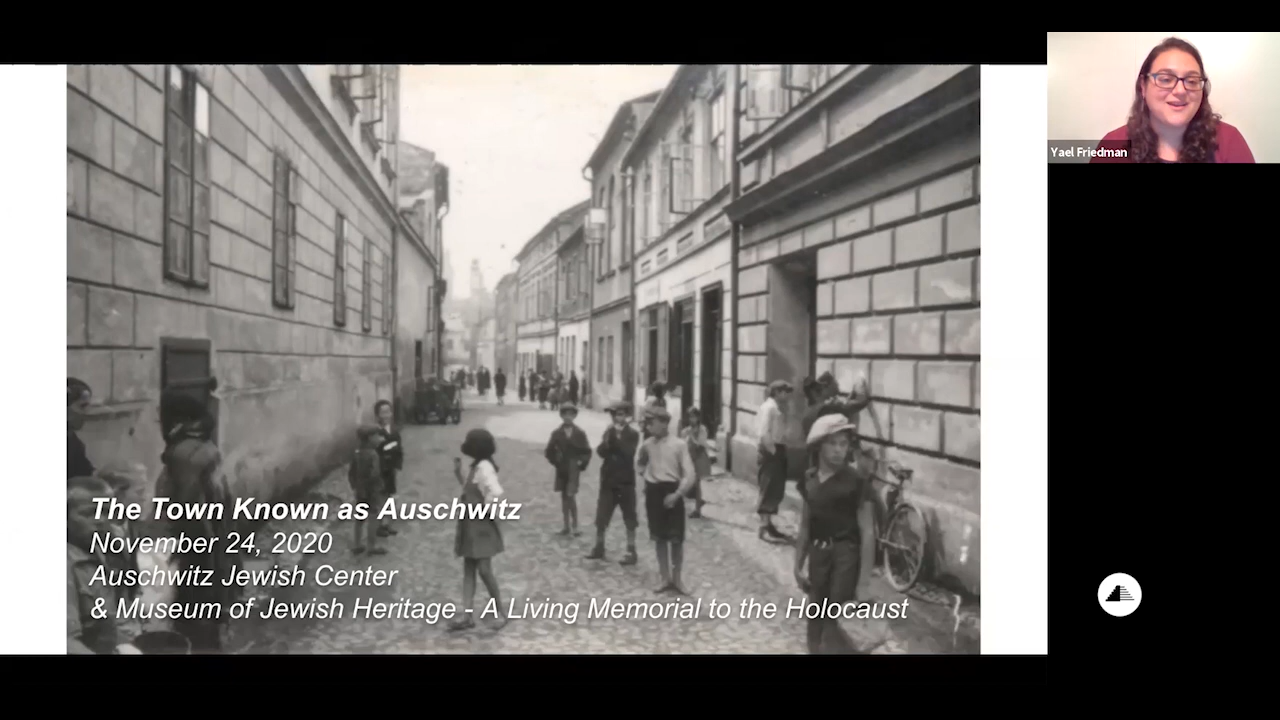 Yael Friedman
The Town Known as Auschwitz
November 24, 2020
Auschwitz Jewish Center
& Museum of Jewish Heritage - A Living Memorial to the Holocaust